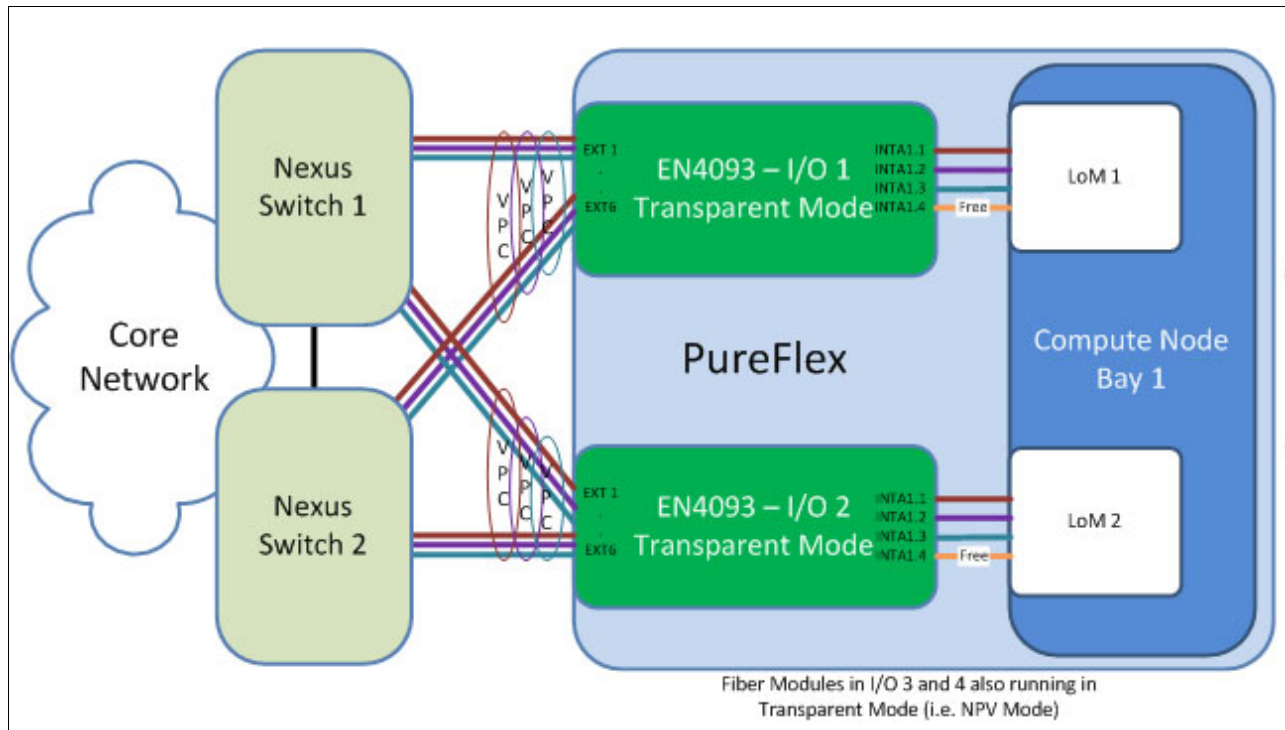 Core
Network
Nexus
Switch 1
Nexus
Switch 2
V
P
C
V
P
C
V
P
C
V
P
C
V
P
C
V
P
C
EXT 1
.
.
EXT6
EN4093 – I/O 1
Transparent Mode
INTA1.1
INTA1.2
INTA1.3
INTA1.4
Free
LoM 1
PureFlex
Compute Node
Bay 1
EXT 1
.
.
EXT6
EN4093 – I/O 2
Transparent Mode
INTA1.1
INTA1.2
INTA1.3
INTA1.4
Free
LoM 2
Fiber Modules in I/O 3 and 4 also running in
Transparent Mode (i.e. NPV Mode)